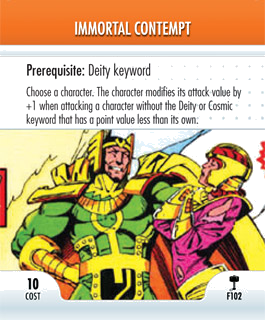 IMMORTAL CONTEMPT
Prerequisite: Deity keyword
Choose a character. The character modifies its attack value by
+1 when attacking a character without the Deity or Cosmic
keyword that has a point value less than its own.
10
COST
F102